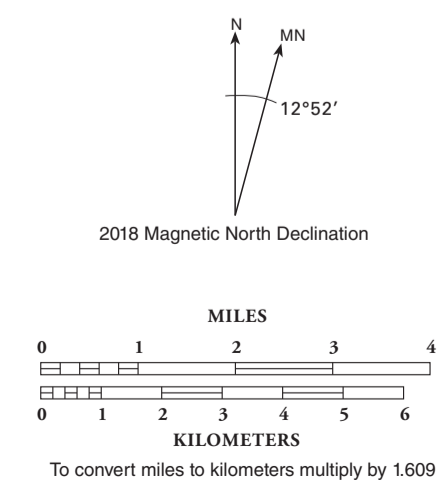 N
MN
12°52′
2018 Magnetic North Declination
MILES
0 1 2 3 4
0 1 2 3 4 5 6
KILOMETERS
To convert miles to kilometers multiply by 1.609